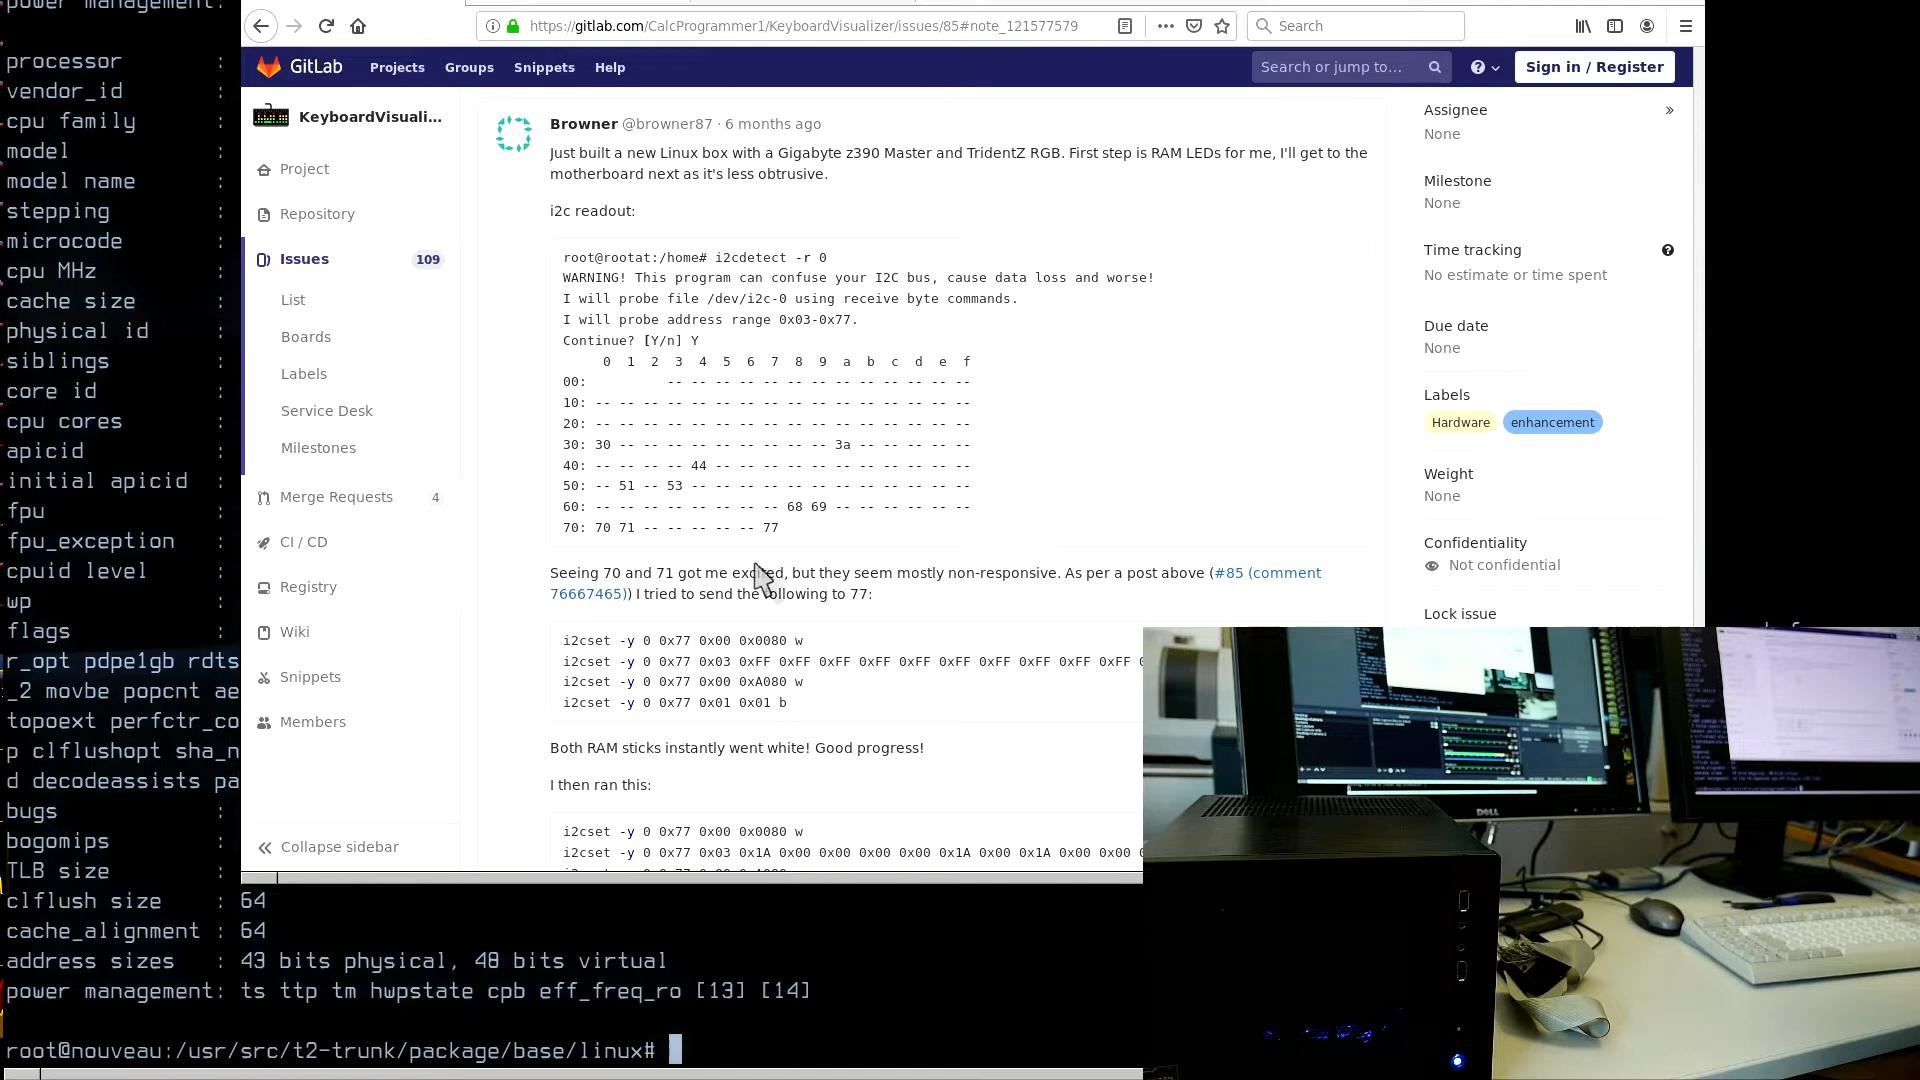 power management:
processor :
vendor_id :
cpu family :
model :
model name :
stepping :
microcode :
cpu MHz :
cache size :
physical id :
siblings :
core id :
cpu cores :
apicid :
initial apicid :
fpu :
fpu_exception :
cpuid level :
wp :
flags :
r_opt pdpe1gb rdts
_2 movbe popcnt ae
topoext perfctr_co
p clflushopt sha_n
d decodeassists pa
bugs :
bogomips :
TLB size :
clflush size : 64
cache_alignment : 64
address sizes : 43 bits physical, 48 bits virtual
power management: ts ttp tm hwpstate cpb eff_freq_ro [13] [14]
root@nouveau:/usr/src/t2-trunk/package/base/linux#
https://gitlab.com/CalcProgrammer1/KeyboardVisualizer/issues/85#note_121577579
Search
GitLab Projects Groups Snippets Help
Search or jump to…
Sign in / Register
KeyboardVisuali...
Project
Repository
Issues 109
List
Boards
Labels
Service Desk
Milestones
Merge Requests 4
CI / CD
Registry
Wiki
Snippets
Members
Collapse sidebar
Browner @browner87 · 6 months ago
Just built a new Linux box with a Gigabyte z390 Master and TridentZ RGB. First step is RAM LEDs for me, I'll get to the
motherboard next as it's less obtrusive.
i2c readout:
root@rootat:/home# i2cdetect -r 0
WARNING! This program can confuse your I2C bus, cause data loss and worse!
I will probe file /dev/i2c-0 using receive byte commands.
I will probe address range 0x03-0x77.
Continue? [Y/n] Y
0 1 2 3 4 5 6 7 8 9 a b c d e f
00: -- -- -- -- -- -- -- -- -- -- -- -- --
10: -- -- -- -- -- -- -- -- -- -- -- -- -- -- -- --
20: -- -- -- -- -- -- -- -- -- -- -- -- -- -- -- --
30: 30 -- -- -- -- -- -- -- -- -- 3a -- -- -- -- --
40: -- -- -- -- 44 -- -- -- -- -- -- -- -- -- -- --
50: -- 51 -- 53 -- -- -- -- -- -- -- -- -- -- -- --
60: -- -- -- -- -- -- -- -- 68 69 -- -- -- -- -- --
70: 70 71 -- -- -- -- -- 77
Seeing 70 and 71 got me excited, but they seem mostly non-responsive. As per a post above (#85 (comment
76667465)) I tried to send the following to 77:
i2cset -y 0 0x77 0x00 0x0080 w
i2cset -y 0 0x77 0x03 0xFF 0xFF 0xFF 0xFF 0xFF 0xFF 0xFF 0xFF 0xFF 0
i2cset -y 0 0x77 0x00 0xA080 w
i2cset -y 0 0x77 0x01 0x01 b
Both RAM sticks instantly went white! Good progress!
I then ran this:
i2cset -y 0 0x77 0x00 0x0080 w
i2cset -y 0 0x77 0x03 0x1A 0x00 0x00 0x00 0x00 0x1A 0x00 0x1A 0x00 0x00 0
Assignee
None
Milestone
None
Time tracking
No estimate or time spent
Due date
None
Labels
Hardware enhancement
Weight
None
Confidentiality
Not confidential
Lock issue
DELL